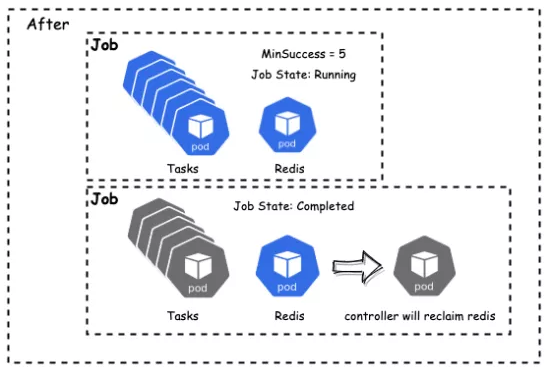 After
Job
MinSuccess = 5
Job State: Running
pod
pod
Tasks
Redis
Job
Job State: Completed
pod
pod
pod
Tasks
Redis
controller will reclaim redis